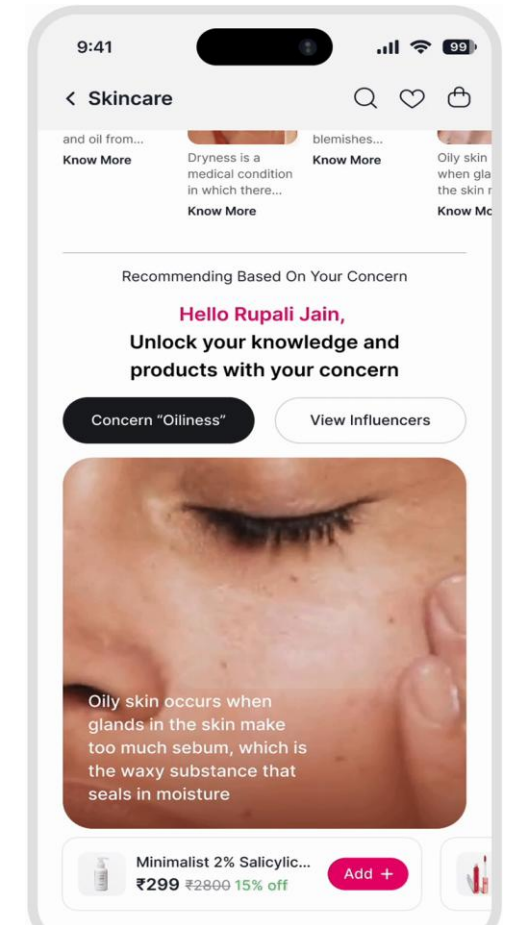 9:41
99
Skincare
and oil from...
Know More
Dryness is a
medical condition
in which there...
Know More
blemishes...
Know More
Oily skin
when gla
the skin
Know Mo
Recommending Based On Your Concern
Hello Rupali Jain,
Unlock your knowledge and
products with your concern
Concern “Oiliness”
View Influencers
Oily skin occurs when
glands in the skin make
too much sebum, which is
the waxy substance that
seals in moisture
Minimalist 2% Salicylic...
₹299 ₹2800 15% off
Add +